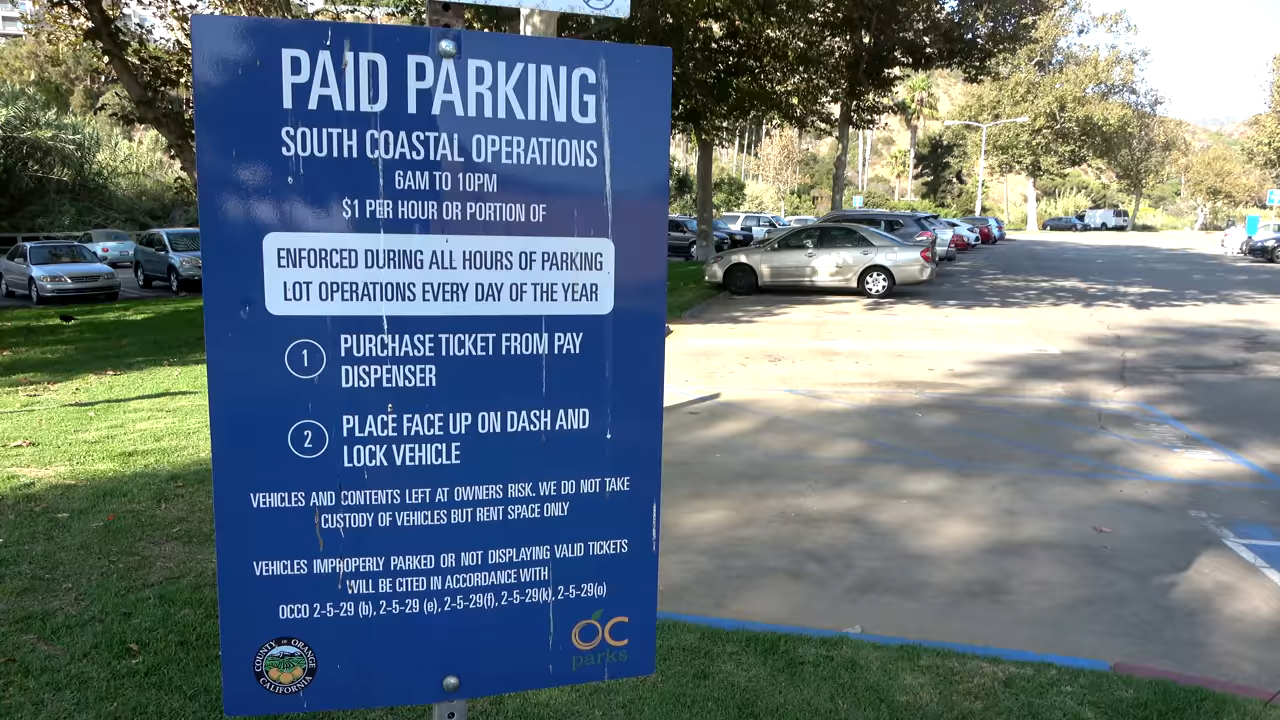 PAID PARKING
SOUTH COASTAL OPERATIONS
6AM TO 10PM
$1 PER HOUR OR PORTION OF
ENFORCED DURING ALL HOURS OF PARKING
LOT OPERATIONS EVERY DAY OF THE YEAR
1 PURCHASE TICKET FROM PAY
DISPENSER
2 PLACE FACE UP ON DASH AND
LOCK VEHICLE
VEHICLES AND CONTENTS LEFT AT OWNERS RISK. WE DO NOT TAKE
CUSTODY OF VEHICLES BUT RENT SPACE ONLY
VEHICLES IMPROPERLY PARKED OR NOT DISPLAYING VALID TICKETS
WILL BE CITED IN ACCORDANCE WITH
OCCO 2-5-29 (b), 2-5-29 (e), 2-5-29(f), 2-5-29(k), 2-5-29(o)
COUNTY OF ORANGE
CALIFORNIA
OC
parks